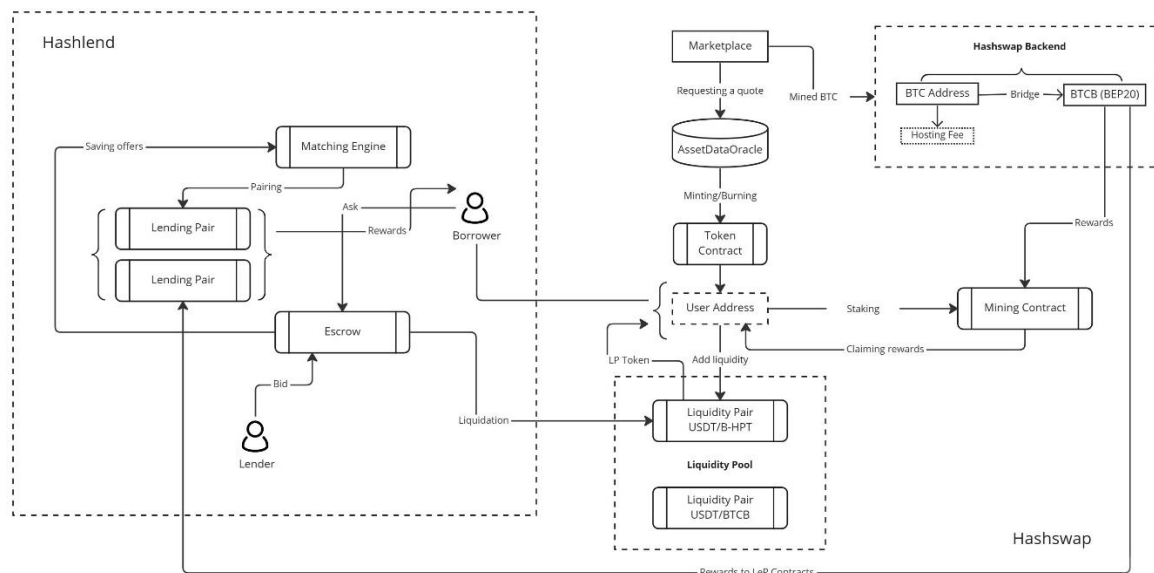 Hashlend
Marketplace
Hashswap Backend
Requesting a quote
Mined BTC
BTC Address
Bridge
BTCB (BEP20)
Hosting Fee
Saving offers
Matching Engine
AssetDataOracle
Pairing
Minting/Burning
Ask
Lending Pair
Rewards
Borrower
Token
Contract
Rewards
Lending Pair
User Address
Staking
Mining Contract
Escrow
Claiming rewards
LP Token
Add liquidity
Bid
Liquidation
Liquidity Pair
USDT/B-HPT
Lender
Liquidity Pool
Liquidity Pair
USDT/BTCB
Hashswap
Rewards to LeP Contracts